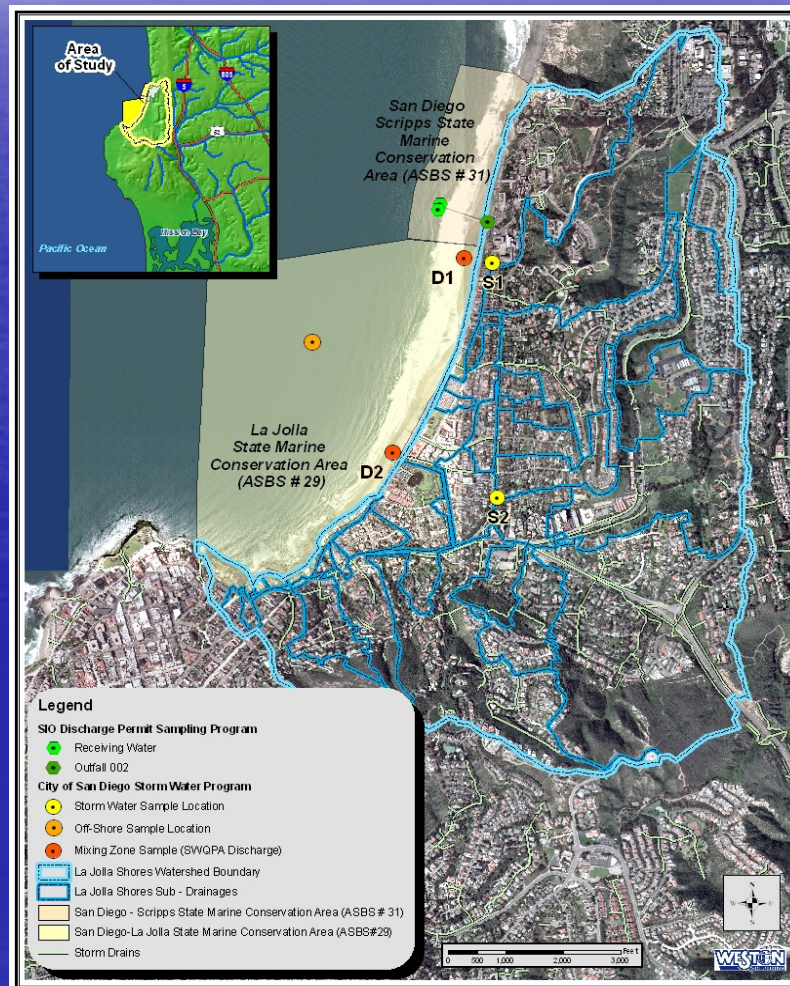 Area
of Study
5
805
52
Mission Bay
Pacific Ocean
San Diego
Scripps State
Marine
Conservation
Area (ASBS # 31)
D1
S1
La Jolla
State Marine
Conservation Area
(ASBS # 29)
D2
S2
Legend
SIO Discharge Permit Sampling Program
Receiving Water
Outfall 002
City of San Diego Storm Water Program
Storm Water Sample Location
Off-Shore Sample Location
Mixing Zone Sample (SWQPA Discharge)
La Jolla Shores Watershed Boundary
La Jolla Shores Sub - Drainages
San Diego - Scripps State Marine Conservation Area (ASBS # 31)
San Diego-La Jolla State Marine Conservation Area (ASBS#29)
Storm Drains
N
W E
S
Feet
0 500 1,000 2,000 3,000
WESTON
SOLUTIONS